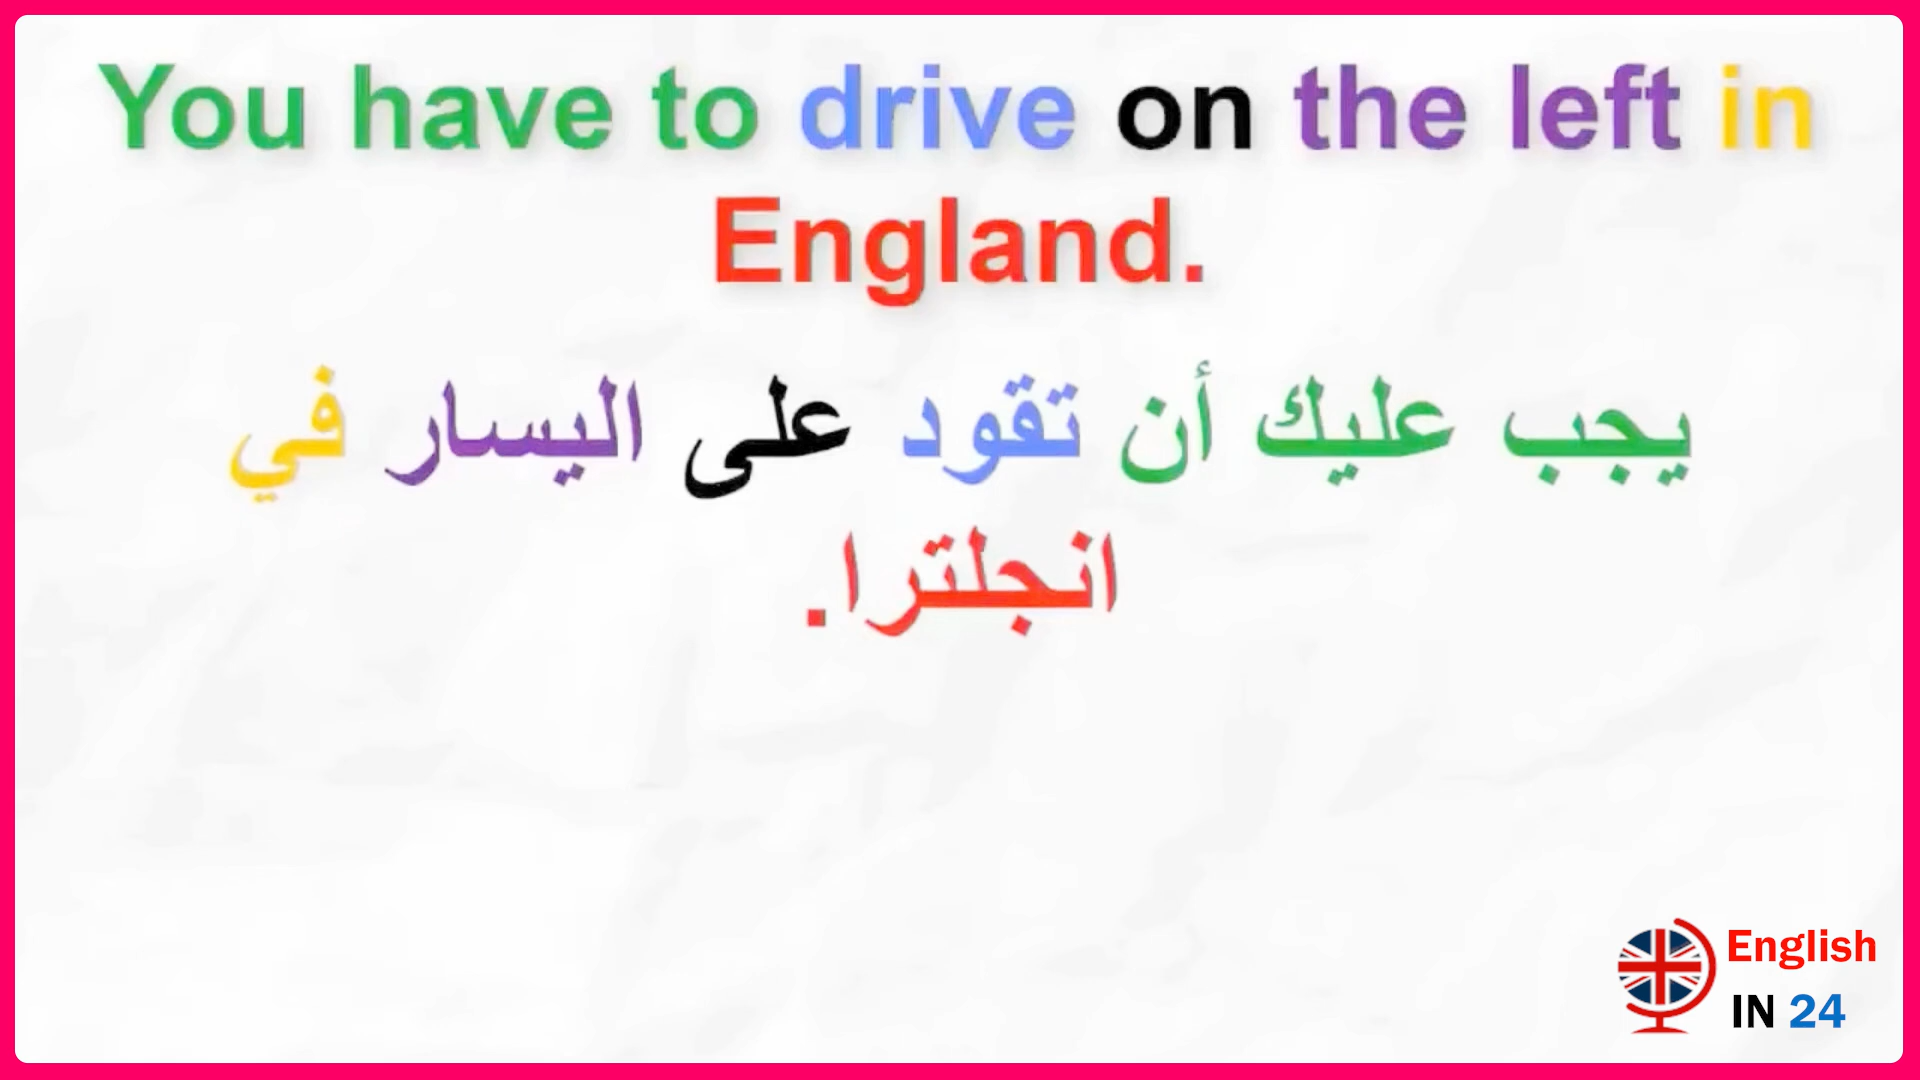 You have to drive on the left in
England.
يجب عليك أن تقود على اليسار في
انجلترا.
English
IN 24